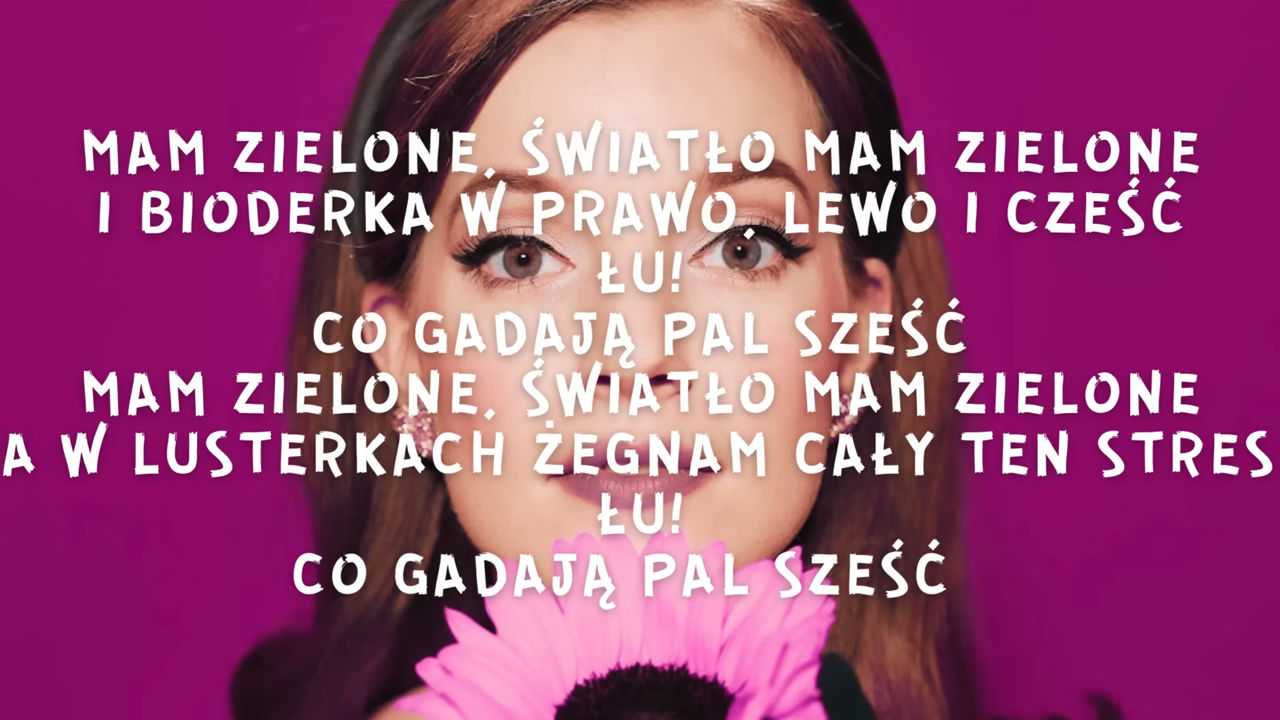 MAM ZIELONE, ŚWIATŁO MAM ZIELONE
I BIODERKA W PRAWO, LEWO I CZEŚĆ
ŁU!
CO GADAJĄ PAL SZEŚĆ
MAM ZIELONE, ŚWIATŁO MAM ZIELONE
A W LUSTERKACH ŻEGNAM CAŁY TEN STRES
ŁU!
CO GADAJĄ PAL SZEŚĆ